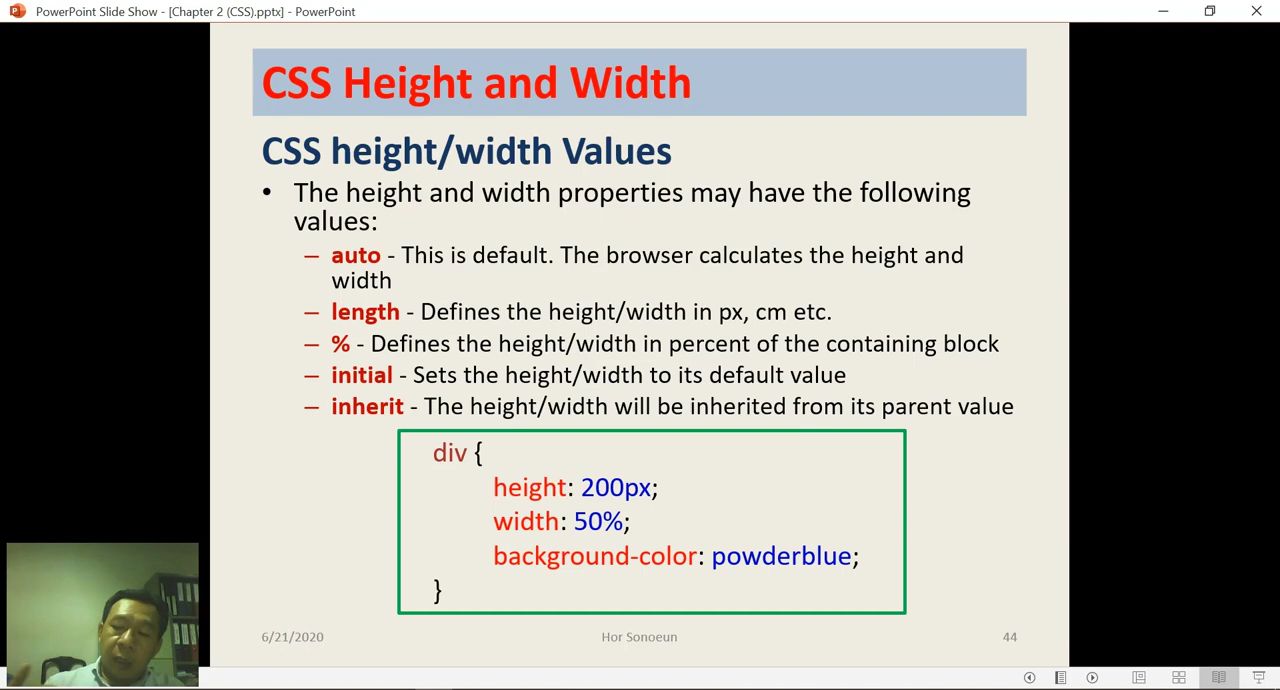 PowerPoint Slide Show - [Chapter 2 (CSS).pptx] - PowerPoint
CSS Height and Width
CSS height/width Values
• The height and width properties may have the following
values:
– auto - This is default. The browser calculates the height and
width
– length - Defines the height/width in px, cm etc.
– % - Defines the height/width in percent of the containing block
– initial - Sets the height/width to its default value
– inherit - The height/width will be inherited from its parent value
div {
height: 200px;
width: 50%;
background-color: powderblue;
}
6/21/2020 Hor Sonoeun 44